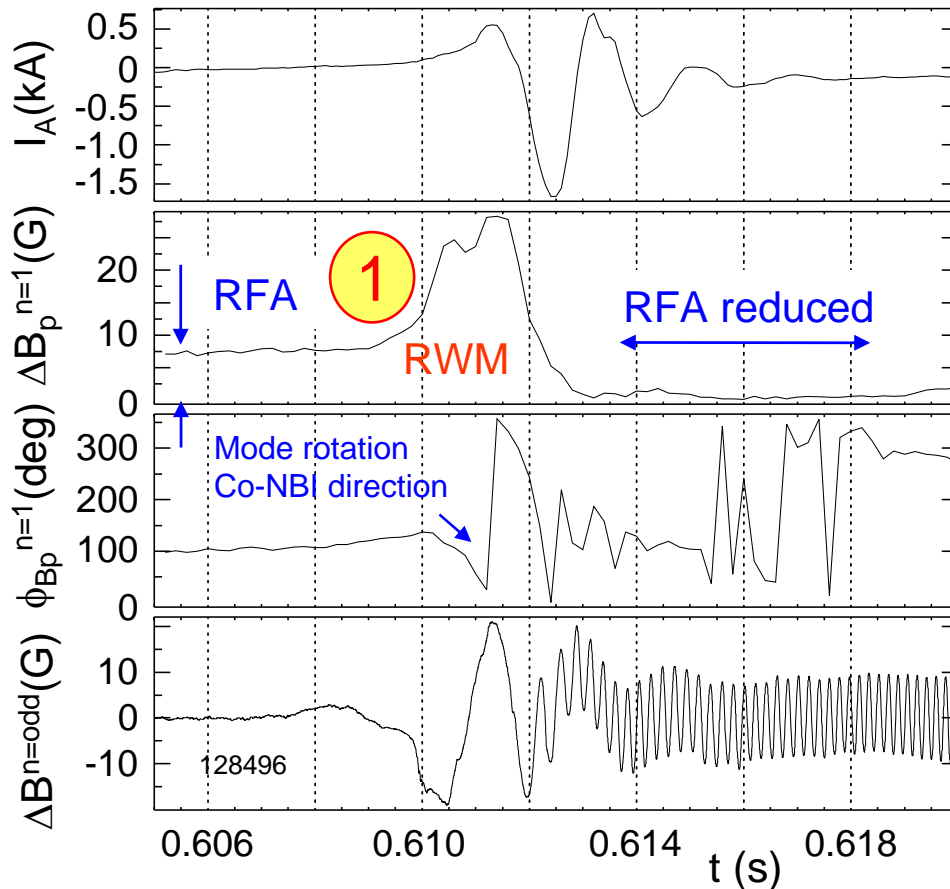 I_A(kA)
0.5
0
-0.5
-1.0
-1.5
ΔB_p^{n=1}(G)
20
10
0
RFA
1
RWM
RFA reduced
ϕ_{Bp}^{n=1}(deg)
300
200
100
0
Mode rotation
Co-NBI direction
ΔB^{n=odd}(G)
10
0
-10
128496
0.606 0.610 0.614 0.618
t (s)